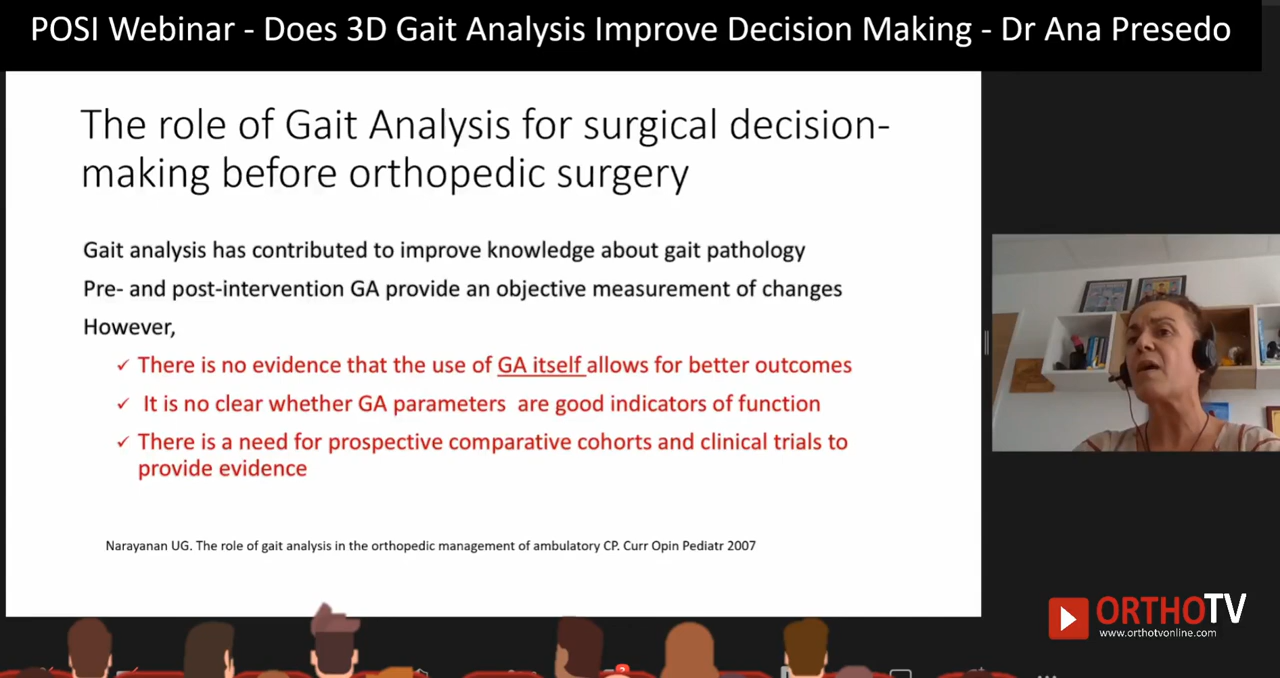 POSI Webinar - Does 3D Gait Analysis Improve Decision Making - Dr Ana Presedo
The role of Gait Analysis for surgical decision-
making before orthopedic surgery
Gait analysis has contributed to improve knowledge about gait pathology
Pre- and post-intervention GA provide an objective measurement of changes
However,
✓ There is no evidence that the use of GA itself allows for better outcomes
✓ It is no clear whether GA parameters are good indicators of function
✓ There is a need for prospective comparative cohorts and clinical trials to
provide evidence
Narayanan UG. The role of gait analysis in the orthopedic management of ambulatory CP. Curr Opin Pediatr 2007
ORTHOTV
www.orthotvonline.com